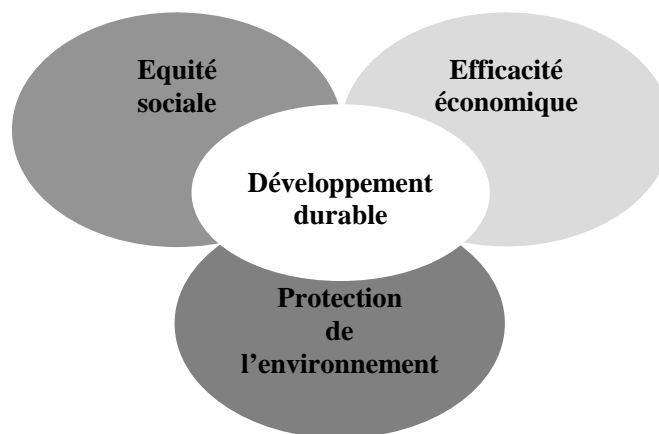 Equité
sociale
Efficacité
économique
Développement
durable
Protection
de
l’environnement